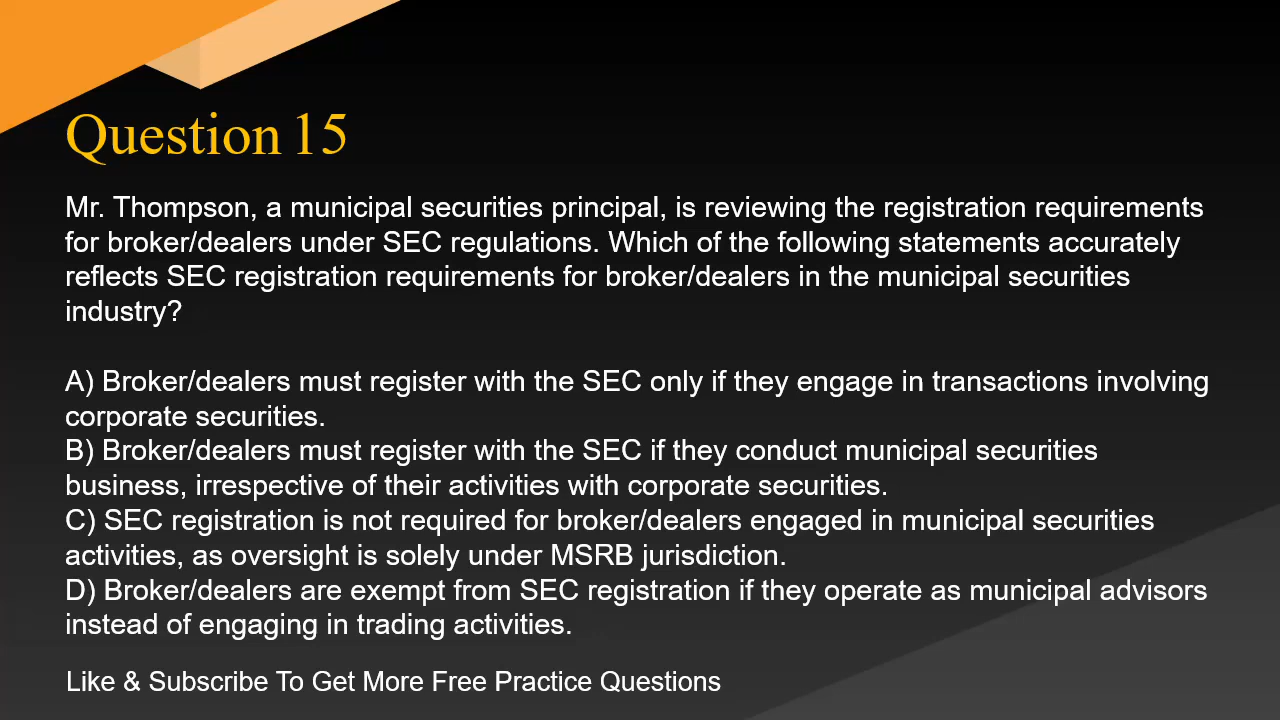 Question 15
Mr. Thompson, a municipal securities principal, is reviewing the registration requirements
for broker/dealers under SEC regulations. Which of the following statements accurately
reflects SEC registration requirements for broker/dealers in the municipal securities
industry?
A) Broker/dealers must register with the SEC only if they engage in transactions involving
corporate securities.
B) Broker/dealers must register with the SEC if they conduct municipal securities
business, irrespective of their activities with corporate securities.
C) SEC registration is not required for broker/dealers engaged in municipal securities
activities, as oversight is solely under MSRB jurisdiction.
D) Broker/dealers are exempt from SEC registration if they operate as municipal advisors
instead of engaging in trading activities.
Like & Subscribe To Get More Free Practice Questions